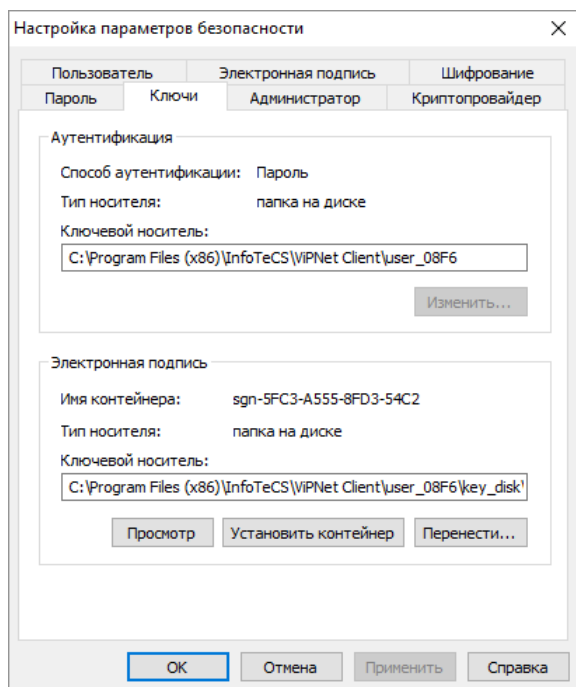 Настройка параметров безопасности
Пользователь Электронная подпись Шифрование
Пароль Ключи Администратор Криптопровайдер
Аутентификация
Способ аутентификации: Пароль
Тип носителя: папка на диске
Ключевой носитель:
C:\Program Files (x86)\InfoTeCS\ViPNet Client\user_08F6
Изменить...
Электронная подпись
Имя контейнера: sgn-5FC3-A555-8FD3-54C2
Тип носителя: папка на диске
Ключевой носитель:
C:\Program Files (x86)\InfoTeCS\ViPNet Client\user_08F6\key_disk\
Просмотр Установить контейнер Перенести...
ОК Отмена Применить Справка